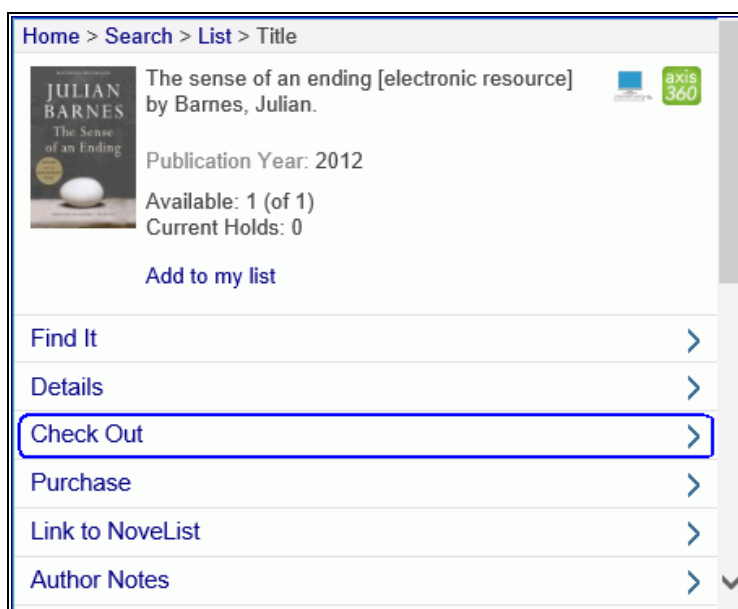 Home > Search > List > Title
JULIAN
BARNES
The Sense
of an Ending
The sense of an ending [electronic resource]
by Barnes, Julian.
axis
360
Publication Year: 2012
Available: 1 (of 1)
Current Holds: 0
Add to my list
Find It
Details
Check Out
Purchase
Link to NoveList
Author Notes